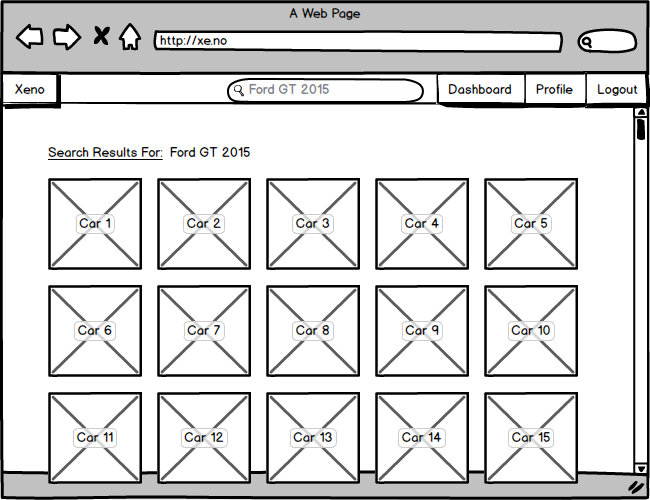 A Web Page
http://xe.no
Xeno
Ford GT 2015
Dashboard
Profile
Logout
Search Results For: Ford GT 2015
Car 1
Car 2
Car 3
Car 4
Car 5
Car 6
Car 7
Car 8
Car 9
Car 10
Car 11
Car 12
Car 13
Car 14
Car 15